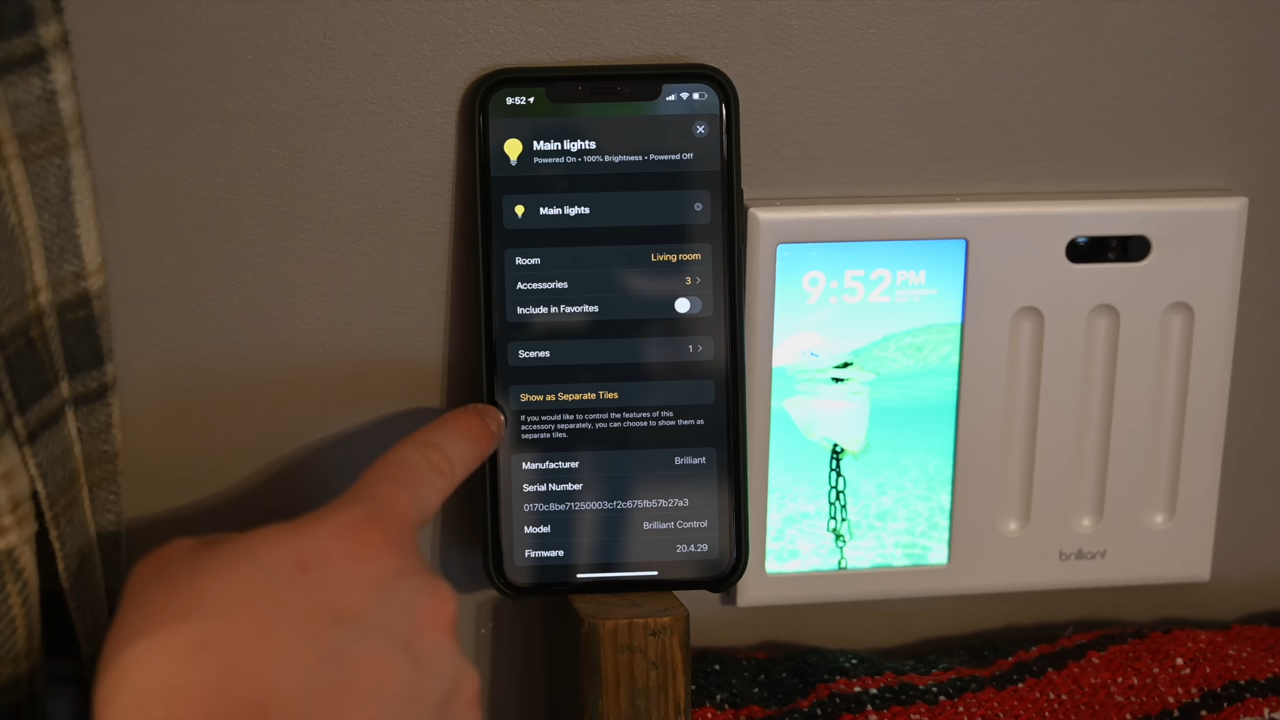 9:52
Main lights
Powered On • 100% Brightness • Powered Off
Main lights
Room
Living room
Accessories
3
Include in Favorites
Scenes
1
Show as Separate Tiles
If you would like to control the features of this
accessory separately, you can choose to show them as
separate tiles.
Manufacturer
Brilliant
Serial Number
0170c8be71250003cf2c675fb57b27a3
Model
Brilliant Control
Firmware
20.4.29
9:52 PM
brilliant